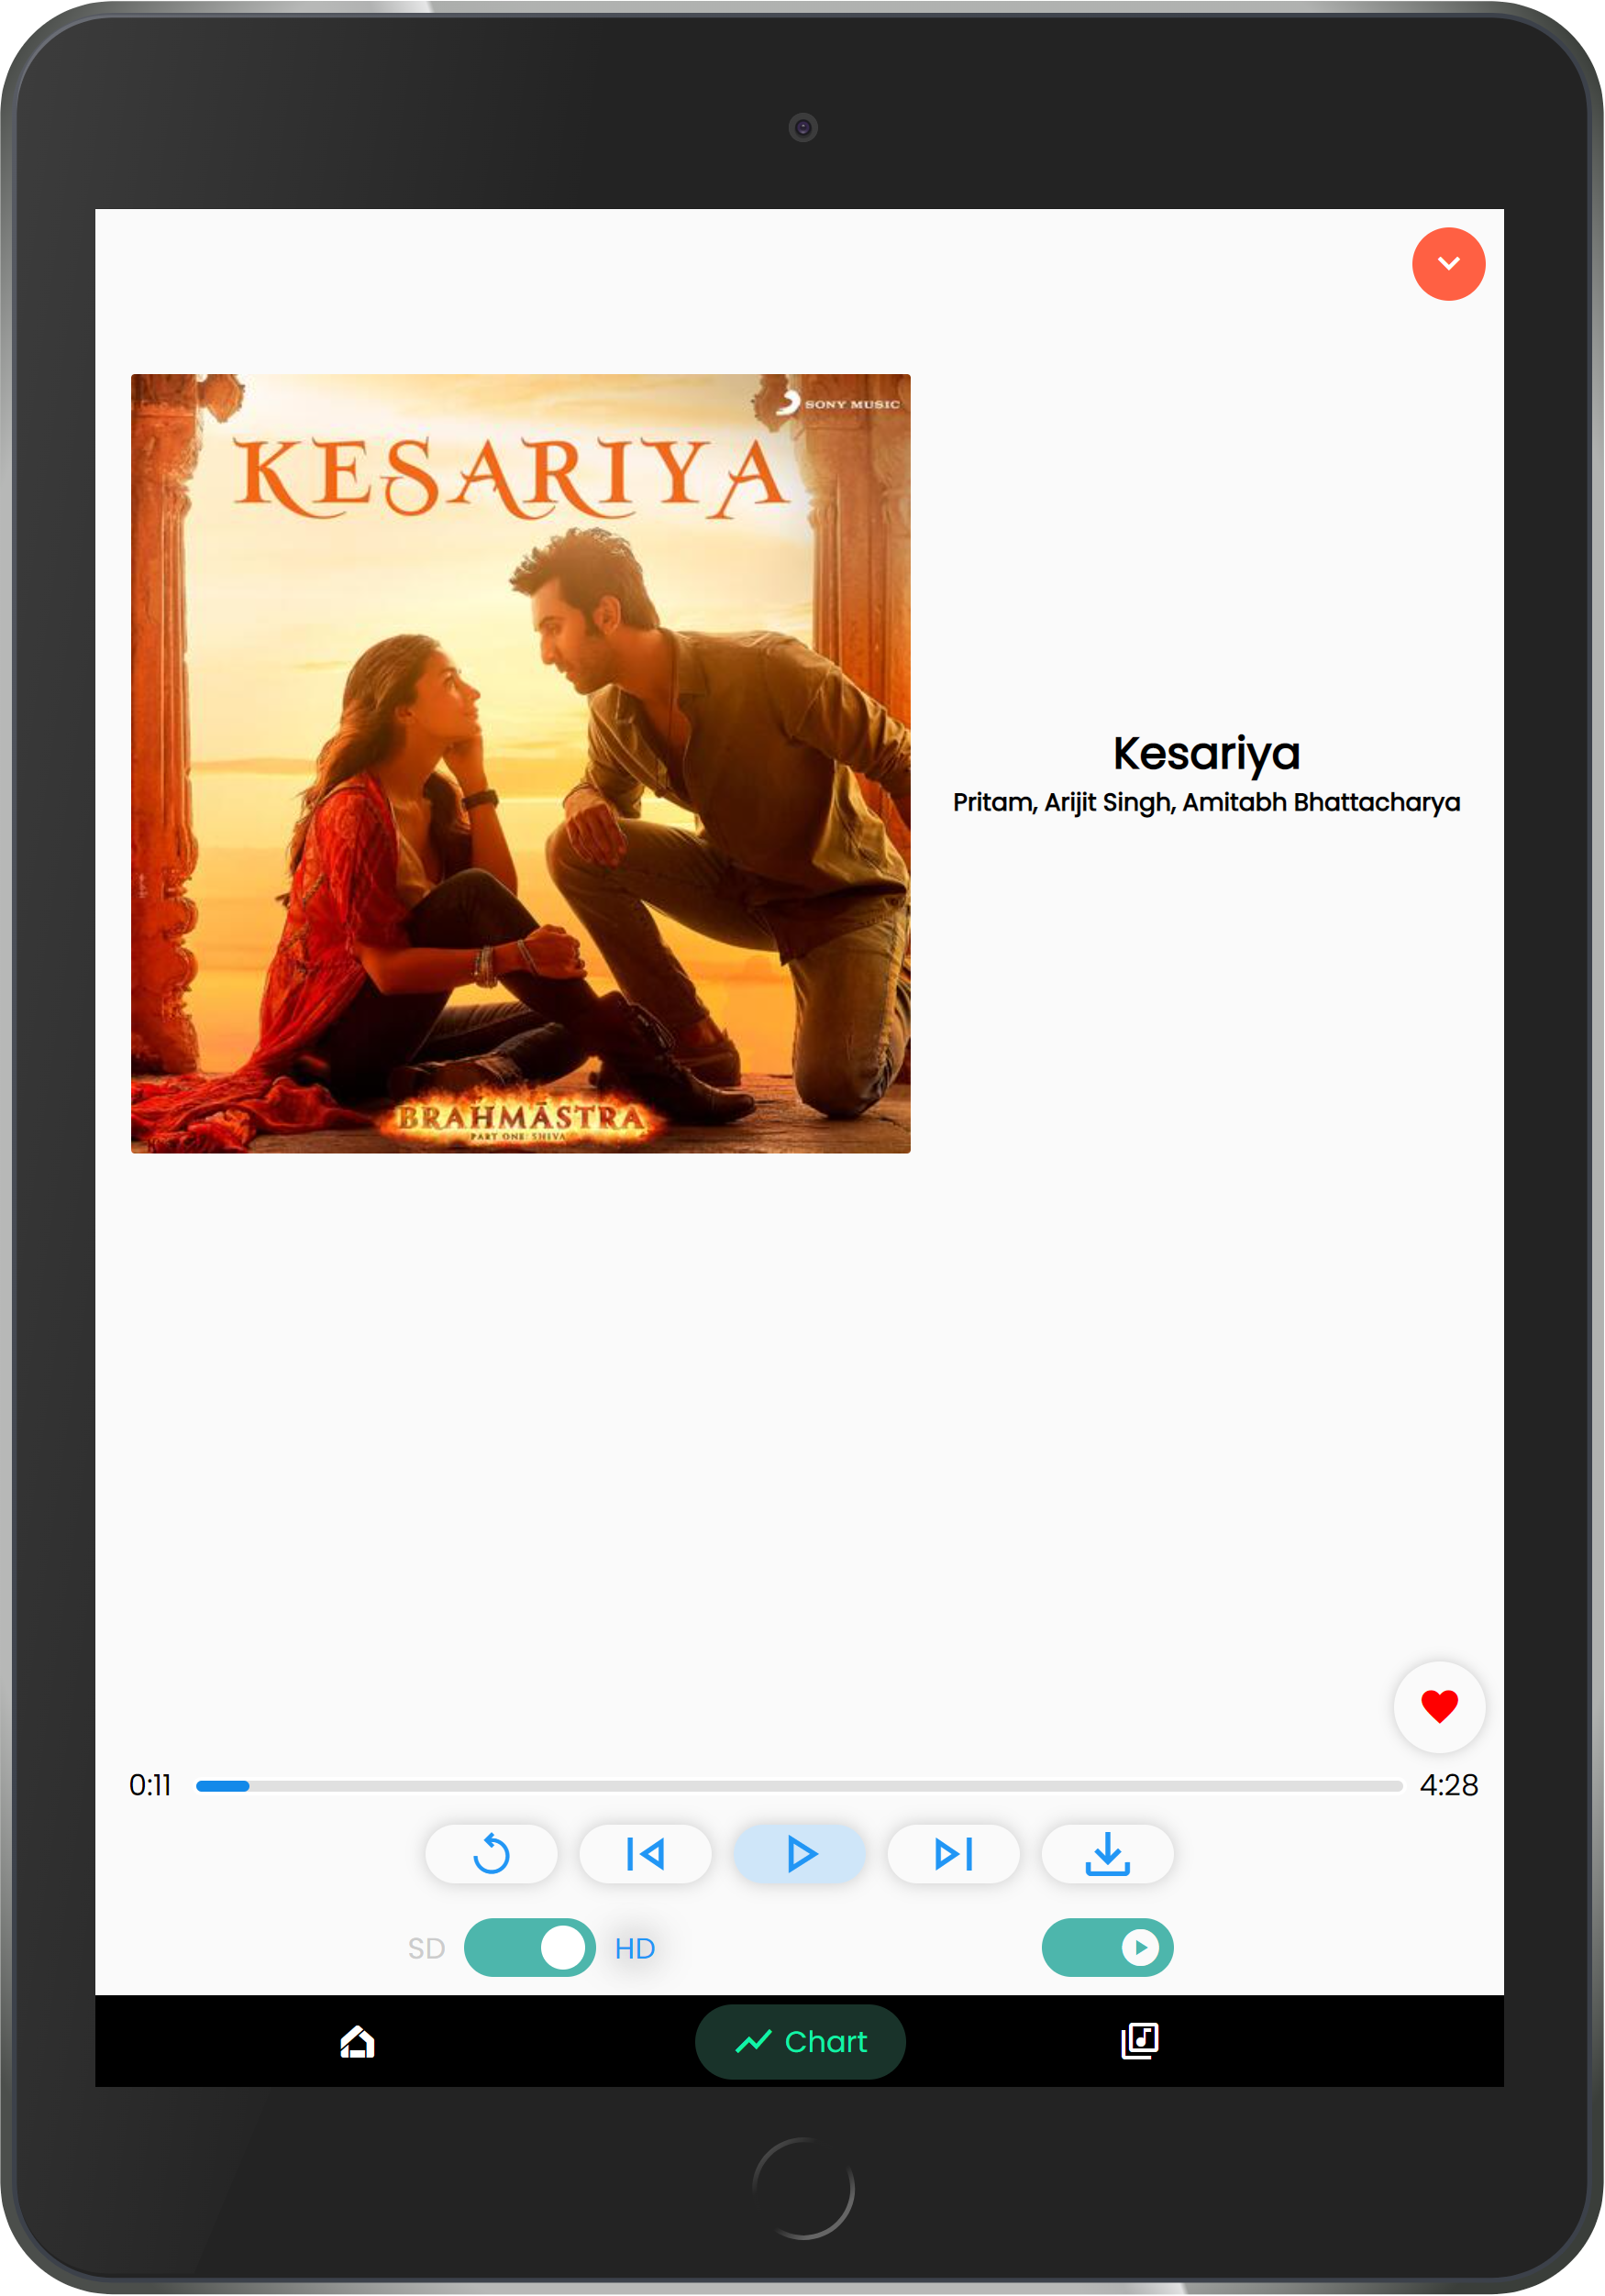 SONY MUSIC
KESARIYA
BRAHMĀSTRA
PART ONE: SHIVA
Kesariya
Pritam, Arijit Singh, Amitabh Bhattacharya
0:11
4:28
SD
HD
Chart